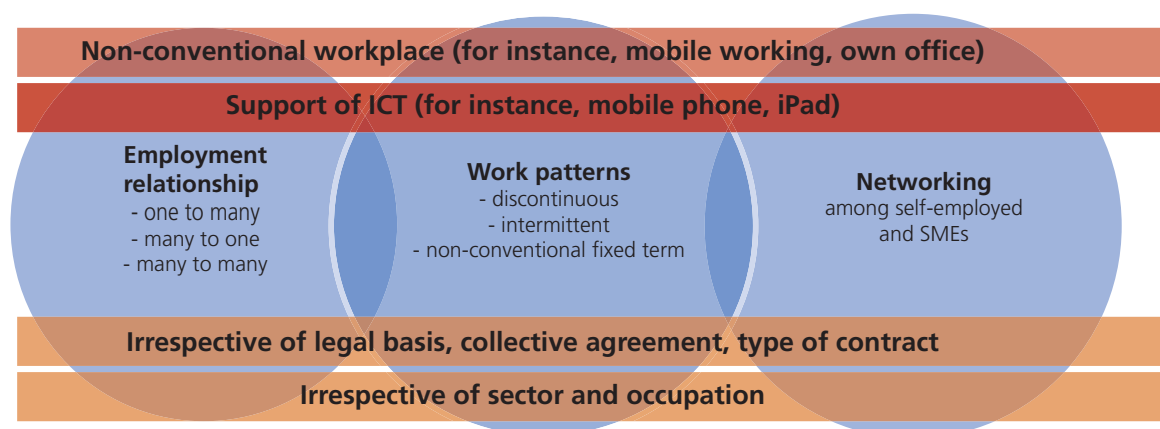 Non-conventional workplace (for instance, mobile working, own office)
Support of ICT (for instance, mobile phone, iPad)
Employment
relationship
- one to many
- many to one
- many to many
Work patterns
- discontinuous
- intermittent
- non-conventional fixed term
Networking
among self-employed
and SMEs
Irrespective of legal basis, collective agreement, type of contract
Irrespective of sector and occupation